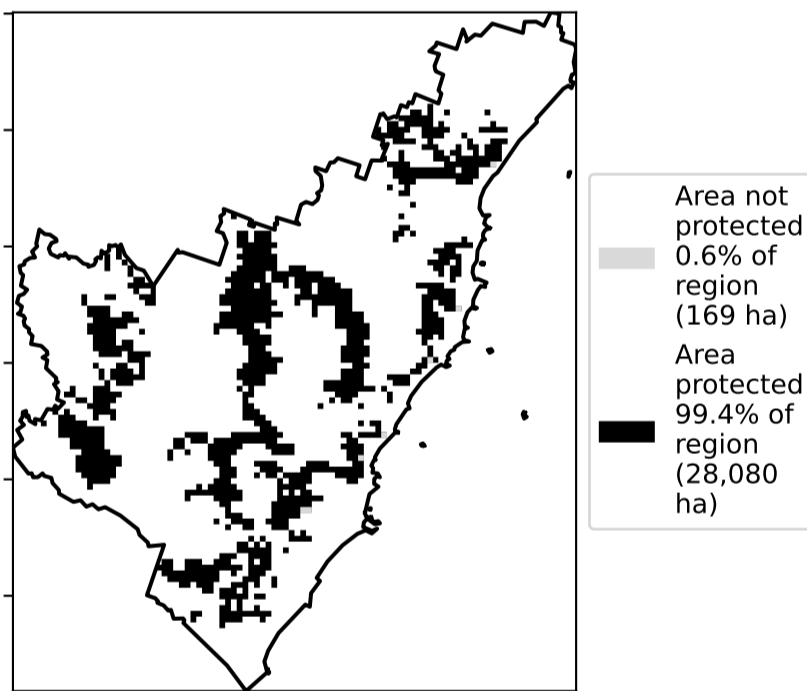 Area not
protected
0.6% of
region
(169 ha)
Area
protected
99.4% of
region
(28,080
ha)